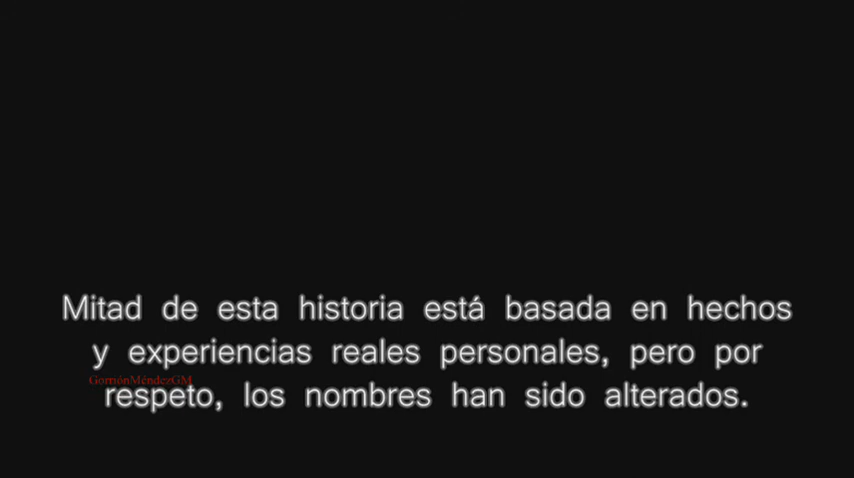 Mitad de esta historia está basada en hechos
y experiencias reales personales, pero por
GorriónMéndezGM
respeto, los nombres han sido alterados.